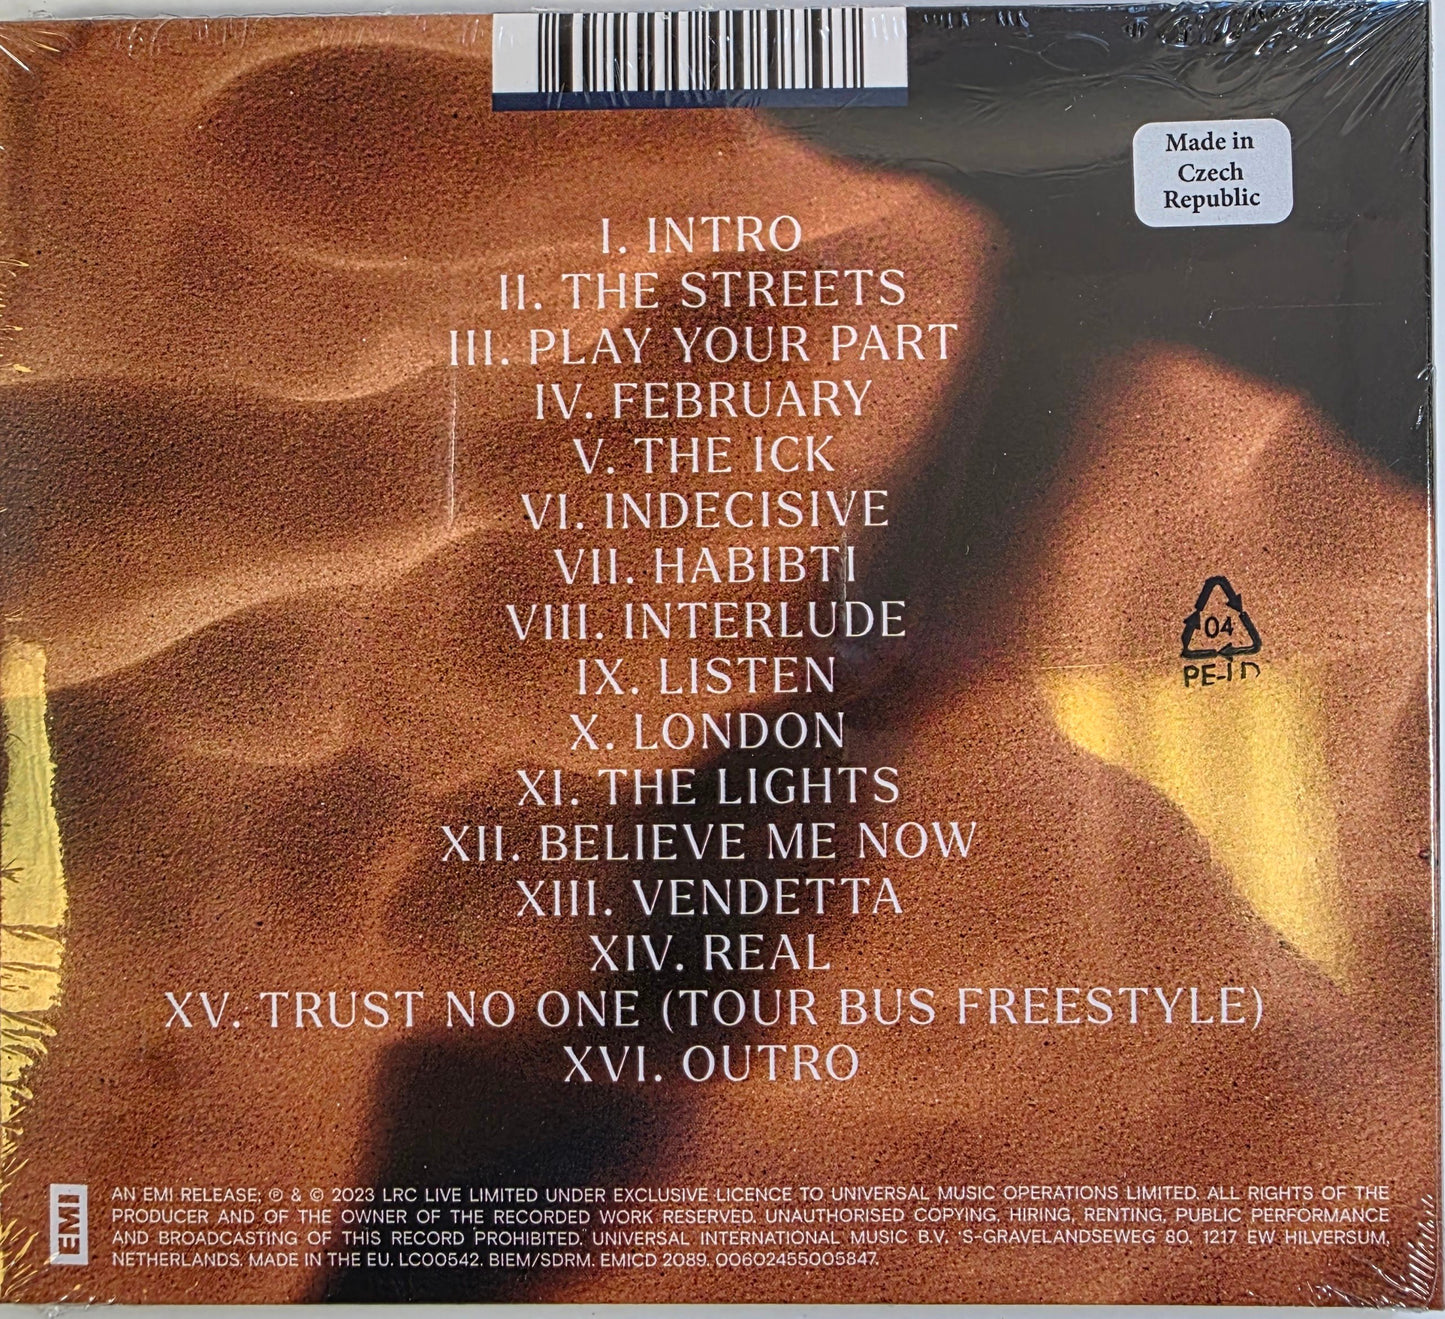 Made in
Czech
Republic
I. INTRO
II. THE STREETS
III. PLAY YOUR PART
IV. FEBRUARY
V. THE ICK
VI. INDECISIVE
VII. HABIBTI
VIII. INTERLUDE
IX. LISTEN
X. LONDON
XI. THE LIGHTS
XII. BELIEVE ME NOW
XIII. VENDETTA
XIV. REAL
XV. TRUST NO ONE (TOUR BUS FREESTYLE)
XVI. OUTRO
04
EMI
AN EMI RELEASE; ℗ & © 2023 LRC LIVE LIMITED UNDER EXCLUSIVE LICENCE TO UNIVERSAL MUSIC OPERATIONS LIMITED. ALL RIGHTS OF THE
PRODUCER AND OF THE OWNER OF THE RECORDED WORK RESERVED. UNAUTHORISED COPYING, HIRING, RENTING, PUBLIC PERFORMANCE
AND BROADCASTING OF THIS RECORD PROHIBITED. UNIVERSAL INTERNATIONAL MUSIC B.V. 'S-GRAVELANDSEWEG 80, 1217 EW HILVERSUM,
NETHERLANDS. MADE IN THE EU. LC00542. BIEM/SDRM. EMICD 2089. 00602455005847.